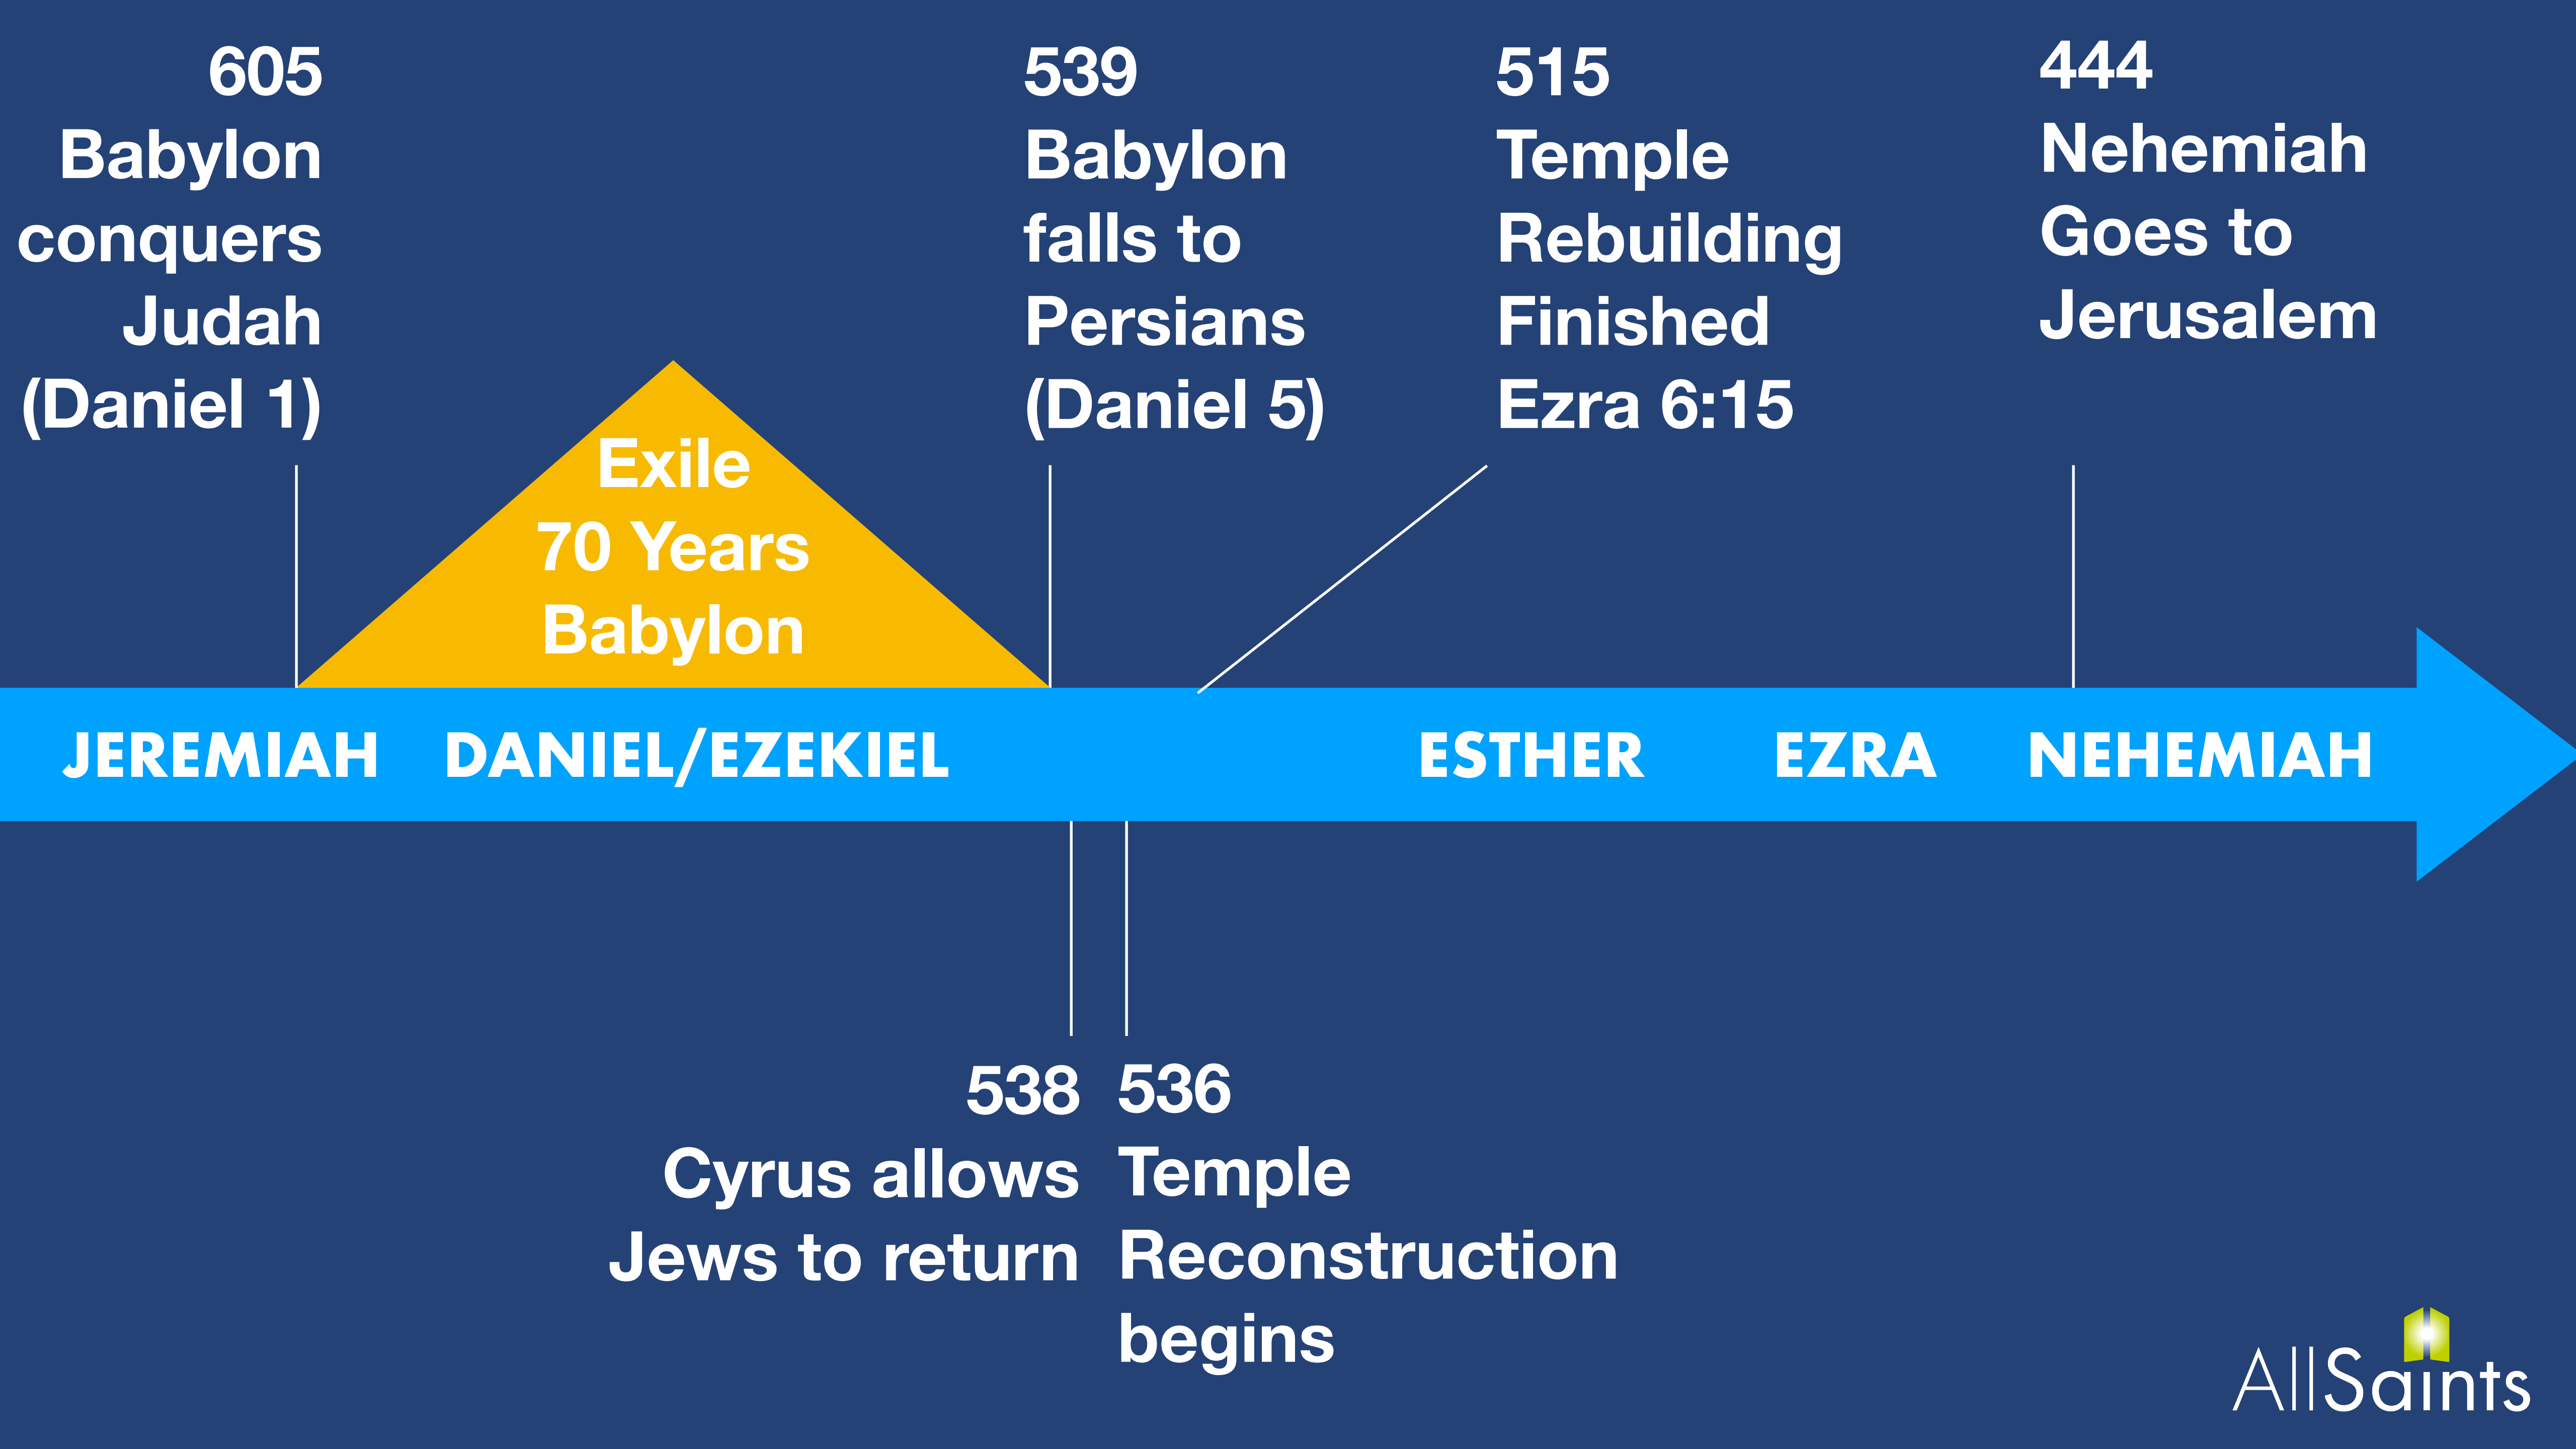 605
Babylon
conquers
Judah
(Daniel 1)
539
Babylon
falls to
Persians
(Daniel 5)
515
Temple
Rebuilding
Finished
Ezra 6:15
444
Nehemiah
Goes to
Jerusalem
Exile
70 Years
Babylon
JEREMIAH
DANIEL/EZEKIEL
ESTHER
EZRA
NEHEMIAH
538
Cyrus allows
Jews to return
536
Temple
Reconstruction
begins
AllSaints